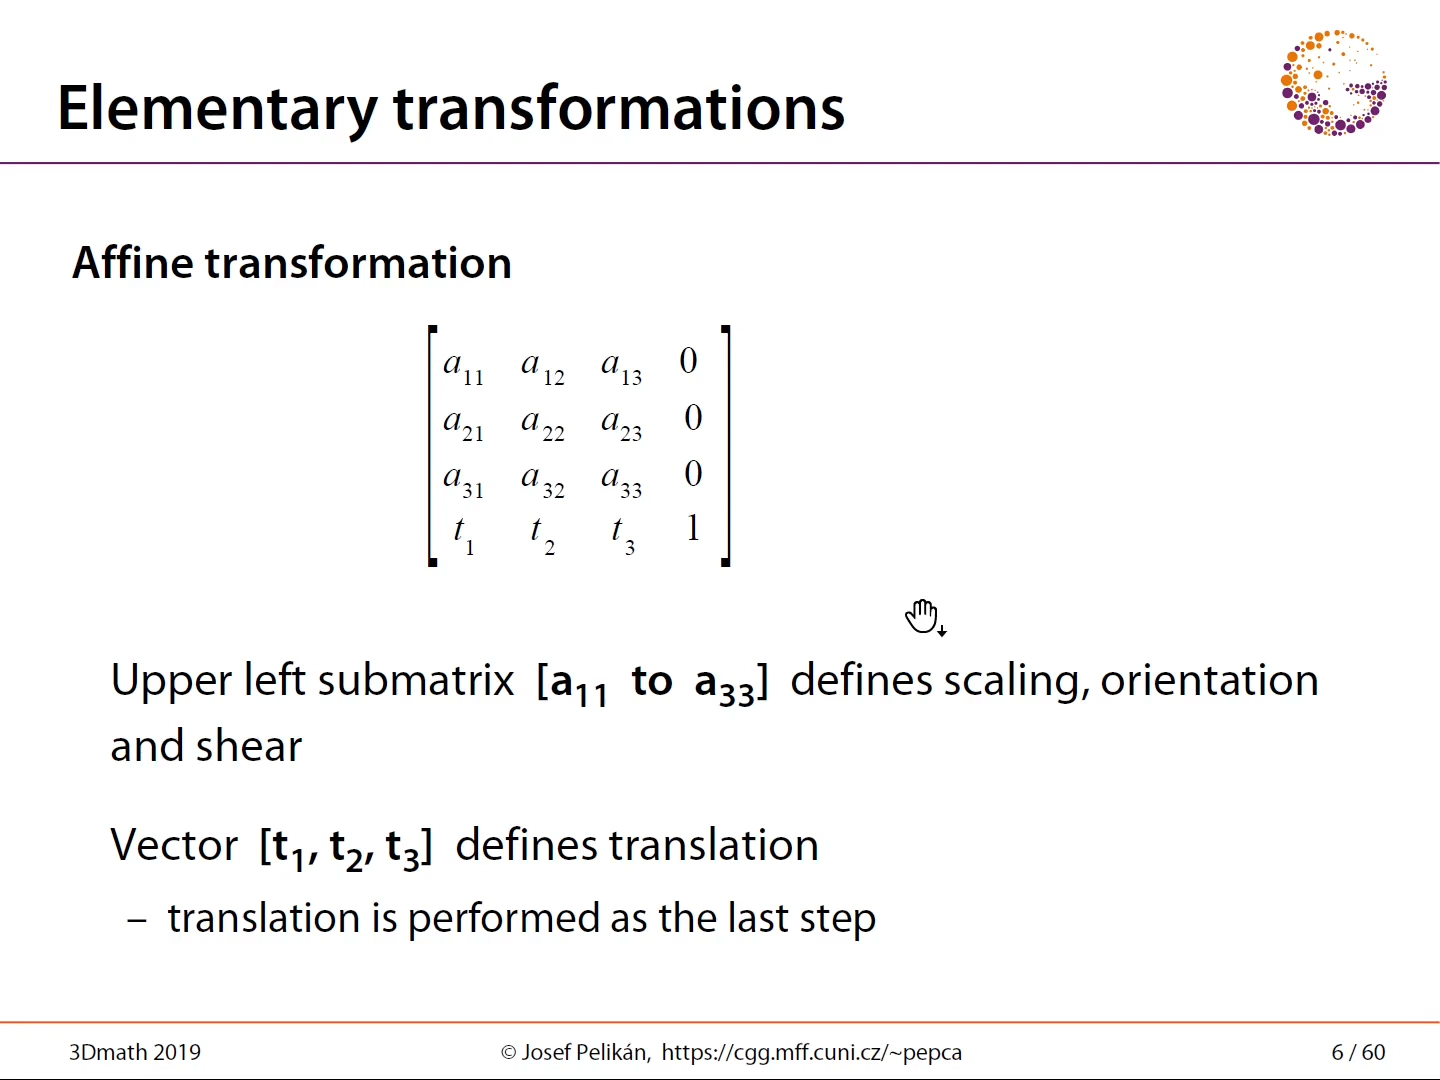 Elementary transformations
Affine transformation
a11 a12 a13 0
a21 a22 a23 0
a31 a32 a33 0
t1 t2 t3 1
Upper left submatrix [a11 to a33] defines scaling, orientation
and shear
Vector [t1, t2, t3] defines translation
– translation is performed as the last step
3Dmath 2019 © Josef Pelikán, https://cgg.mff.cuni.cz/~pepca 6 / 60